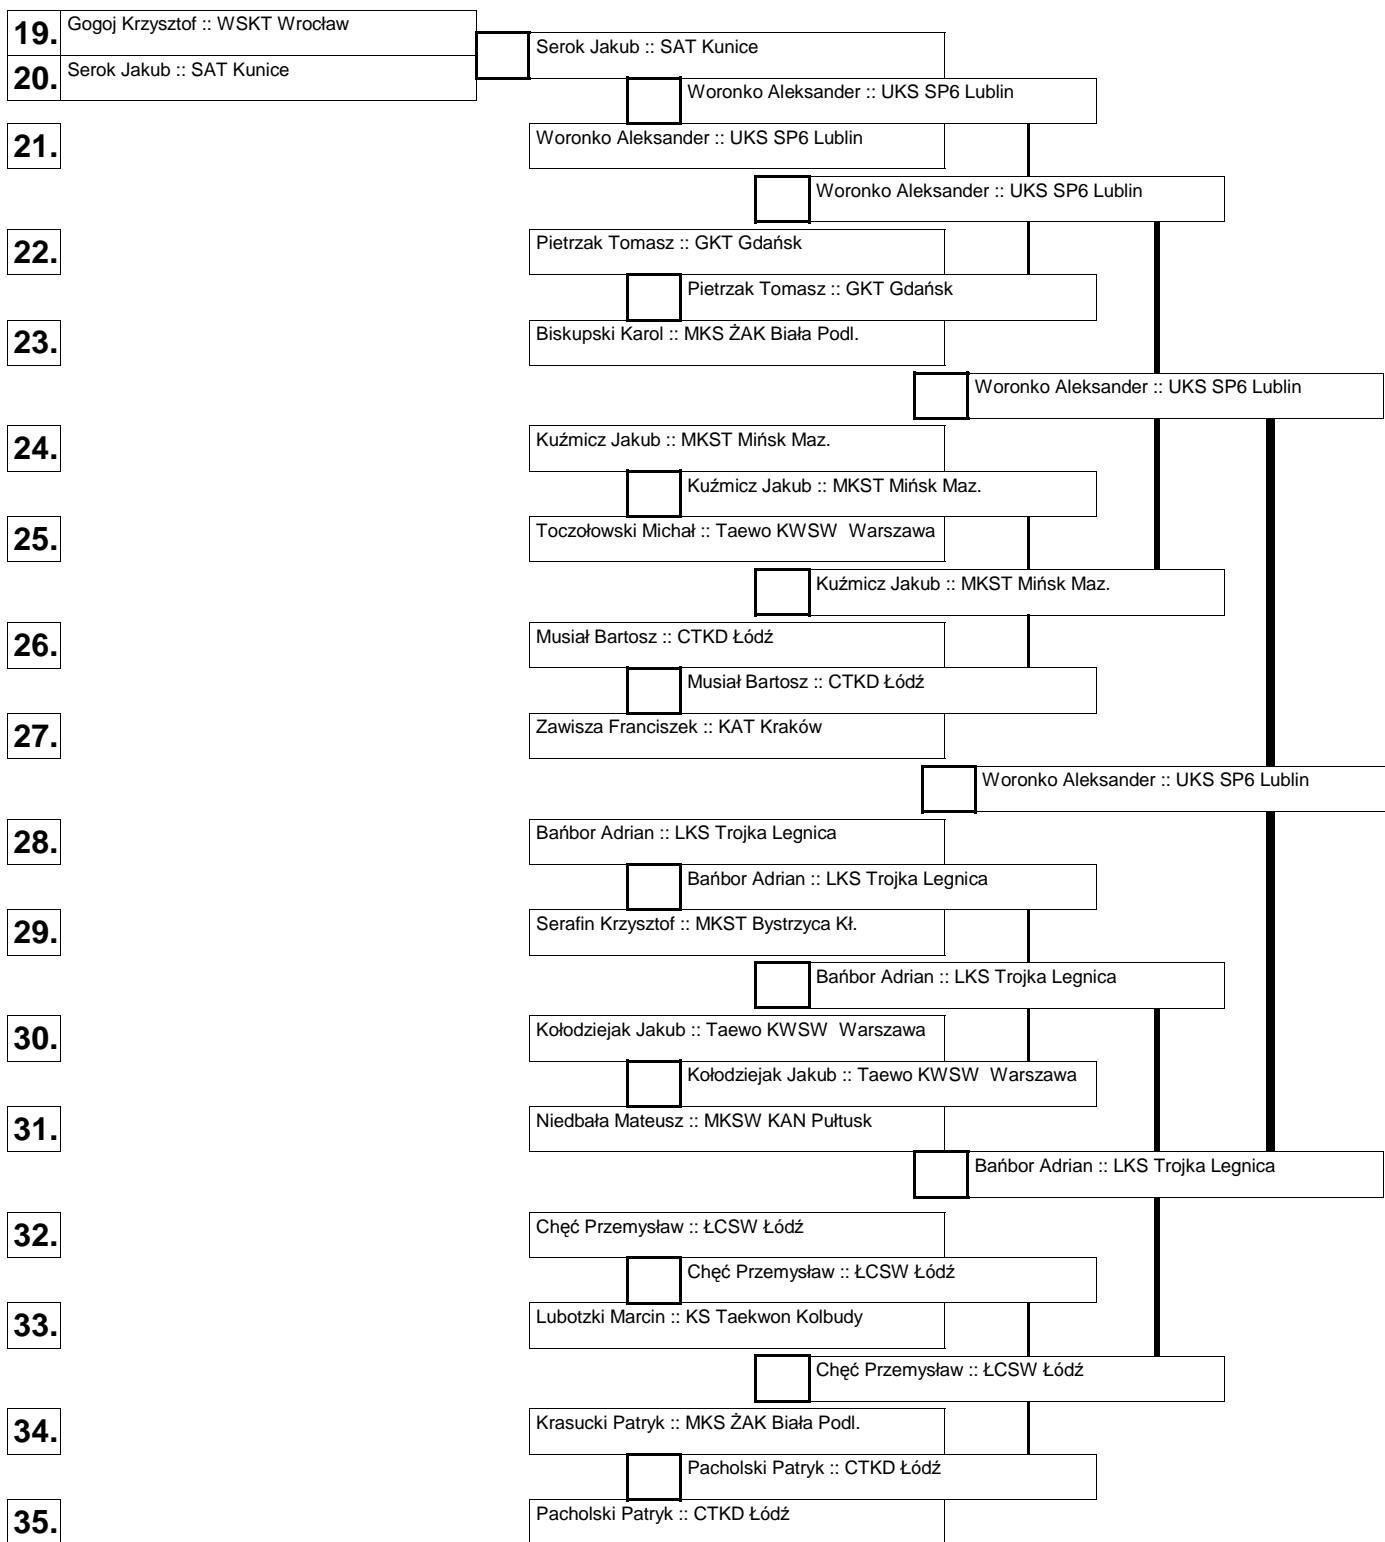 19. Gogoj Krzysztof :: WSKT Wrocław
Serok Jakub :: SAT Kunice
20. Serok Jakub :: SAT Kunice
Woronko Aleksander :: UKS SP6 Lublin
21. Woronko Aleksander :: UKS SP6 Lublin
Woronko Aleksander :: UKS SP6 Lublin
22. Pietrzak Tomasz :: GKT Gdańsk
Pietrzak Tomasz :: GKT Gdańsk
23. Biskupski Karol :: MKS ŻAK Biała Podl.
Woronko Aleksander :: UKS SP6 Lublin
24. Kuźmicz Jakub :: MKST Mińsk Maz.
Kuźmicz Jakub :: MKST Mińsk Maz.
25. Toczołowski Michał :: Taewo KWSW  Warszawa
Kuźmicz Jakub :: MKST Mińsk Maz.
26. Musiał Bartosz :: CTKD Łódź
Musiał Bartosz :: CTKD Łódź
27. Zawisza Franciszek :: KAT Kraków
Woronko Aleksander :: UKS SP6 Lublin
28. Bańbor Adrian :: LKS Trojka Legnica
Bańbor Adrian :: LKS Trojka Legnica
29. Serafin Krzysztof :: MKST Bystrzyca Kł.
Bańbor Adrian :: LKS Trojka Legnica
30. Kołodziejak Jakub :: Taewo KWSW  Warszawa
Kołodziejak Jakub :: Taewo KWSW  Warszawa
31. Niedbała Mateusz :: MKSW KAN Pułtusk
Bańbor Adrian :: LKS Trojka Legnica
32. Chęć Przemysław :: ŁCSW Łódź
Chęć Przemysław :: ŁCSW Łódź
33. Lubotzki Marcin :: KS Taekwon Kolbudy
Chęć Przemysław :: ŁCSW Łódź
34. Krasucki Patryk :: MKS ŻAK Biała Podl.
Pacholski Patryk :: CTKD Łódź
35. Pacholski Patryk :: CTKD Łódź